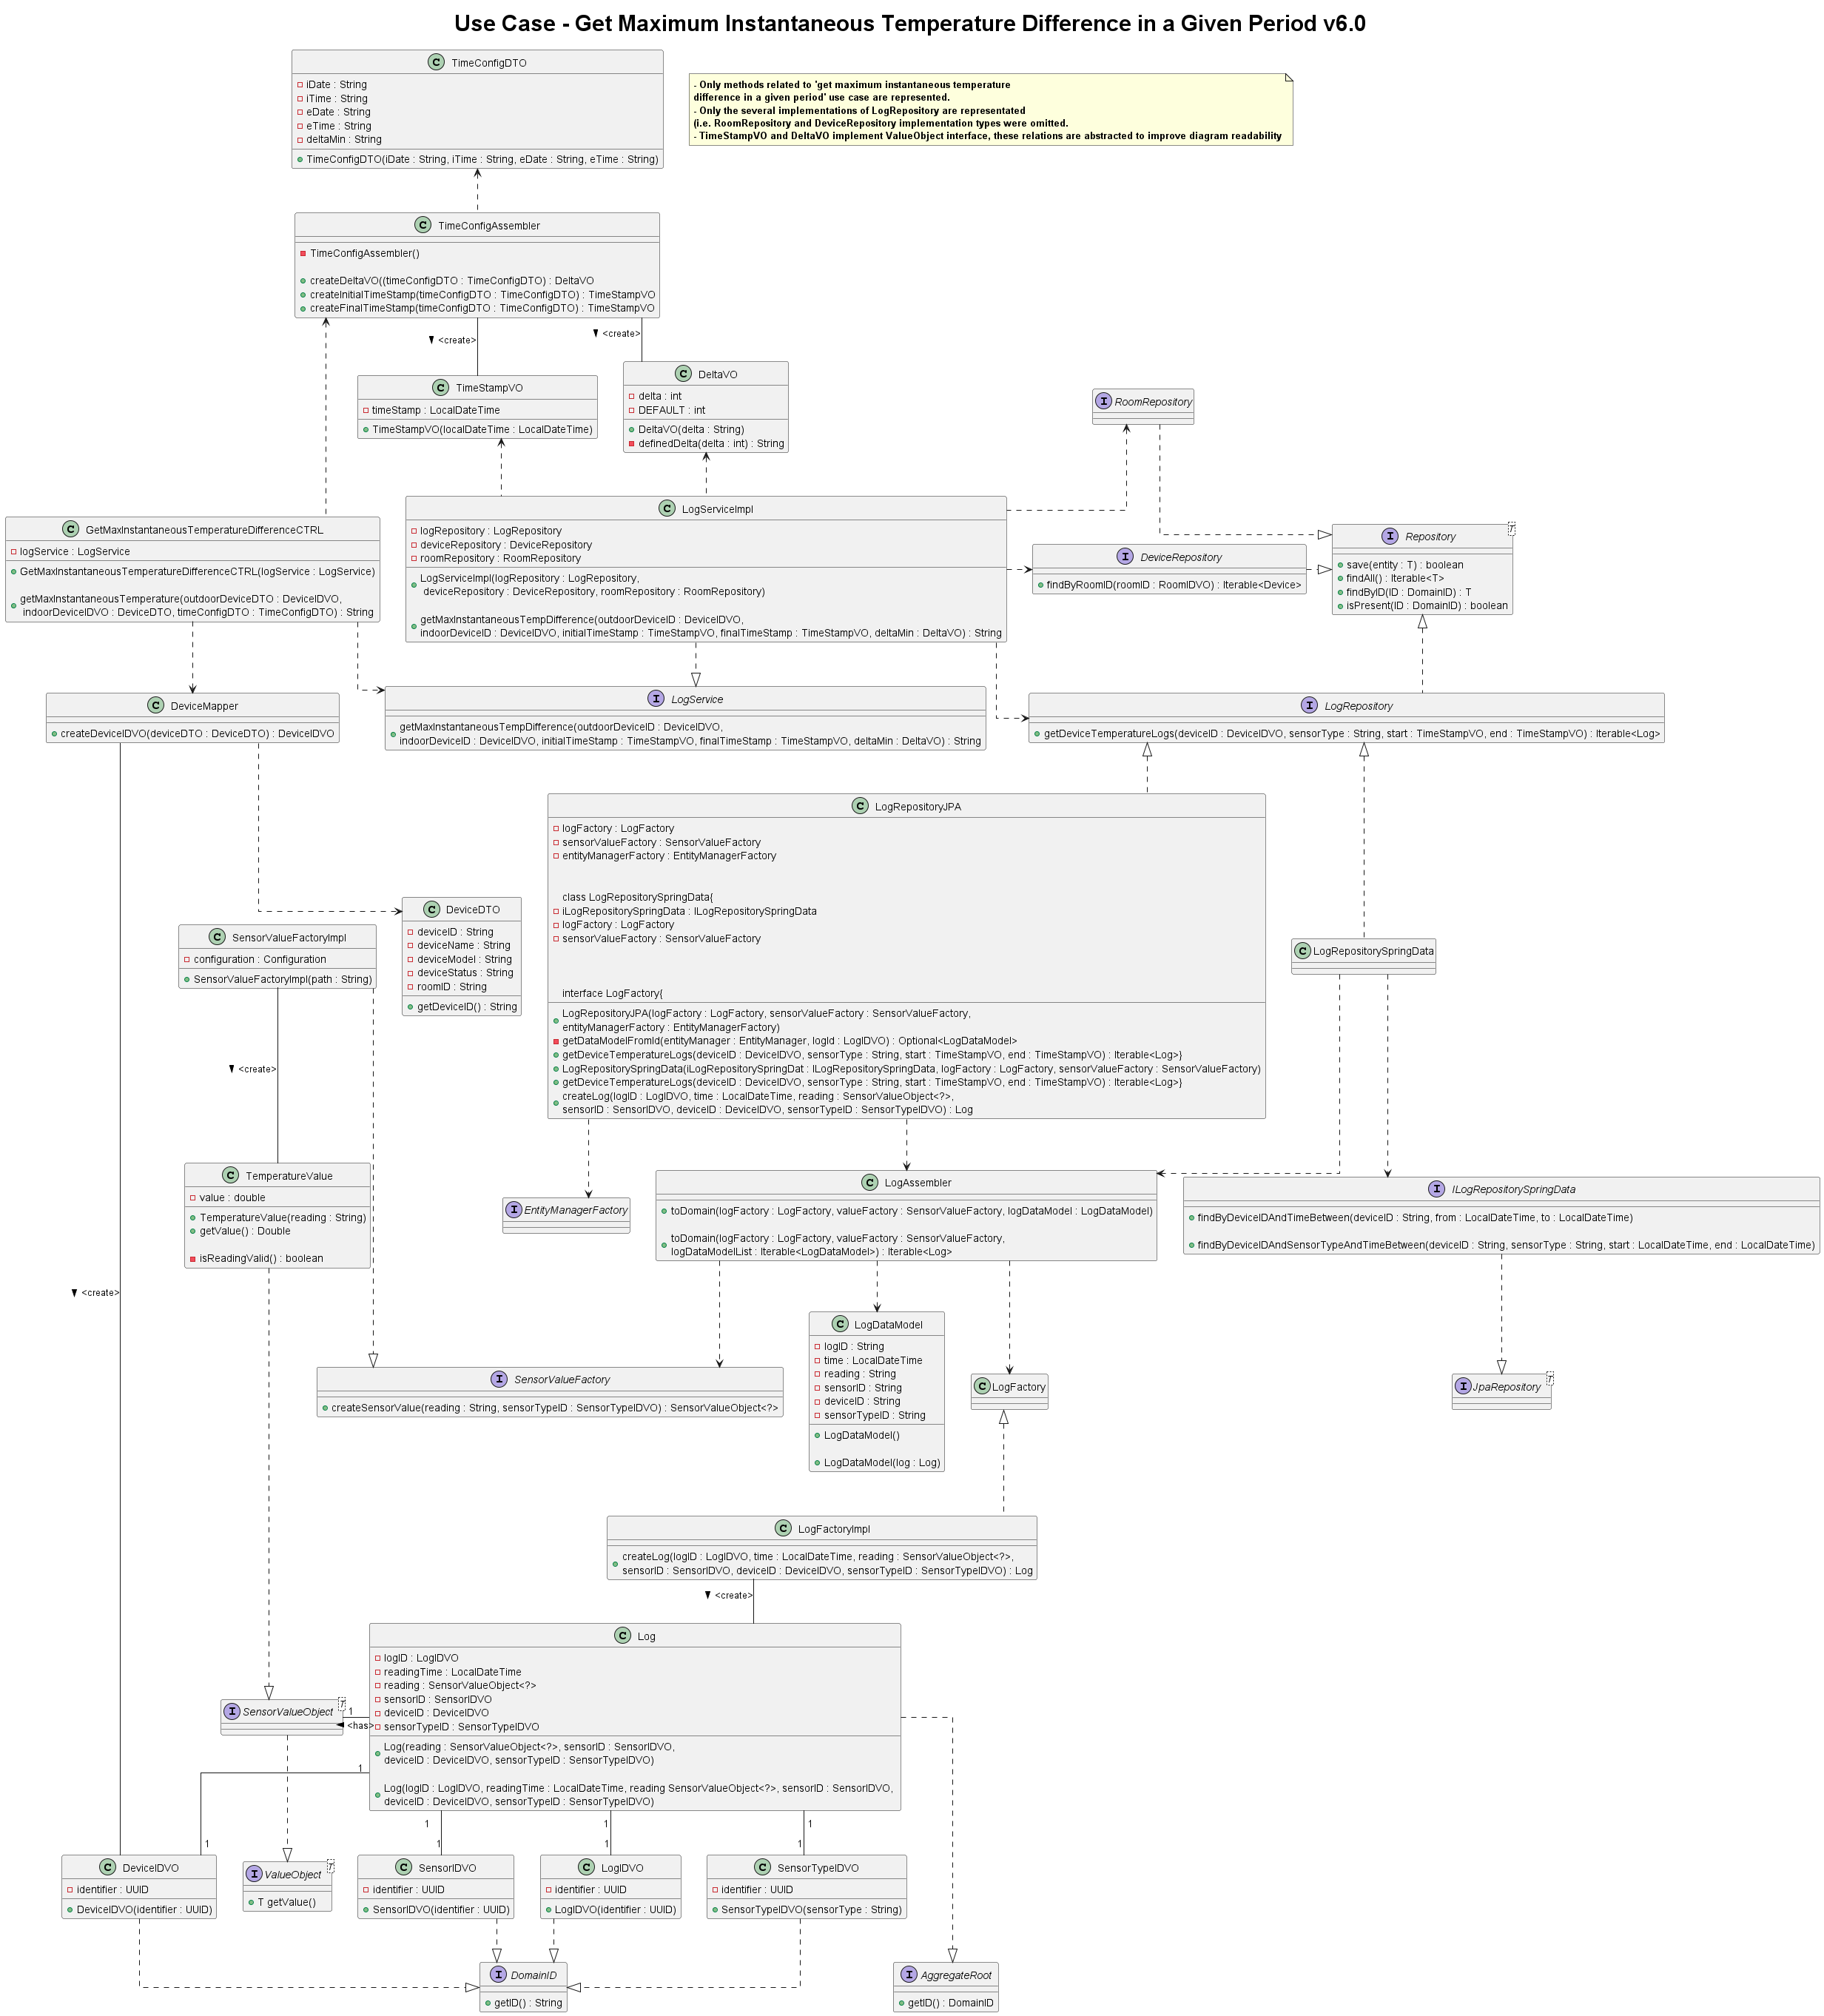 Use Case - Get Maximum Instantaneous Temperature Difference in a Given Period v6.0
TimeConfigDTO
iDate : String
iTime : String
eDate : String
eTime : String
deltaMin : String
TimeConfigDTO(iDate : String, iTime : String, eDate : String, eTime : String)
- Only methods related to 'get maximum instantaneous temperature
difference in a given period' use case are represented.
- Only the several implementations of LogRepository are representated
(i.e. RoomRepository and DeviceRepository implementation types were omitted.
- TimeStampVO and DeltaVO implement ValueObject interface, these relations are abstracted to improve diagram readability
TimeConfigAssembler
TimeConfigAssembler()
createDeltaVO((timeConfigDTO : TimeConfigDTO) : DeltaVO
createInitialTimeStamp(timeConfigDTO : TimeConfigDTO) : TimeStampVO
createFinalTimeStamp(timeConfigDTO : TimeConfigDTO) : TimeStampVO
<create>
<create>
TimeStampVO
timeStamp : LocalDateTime
TimeStampVO(localDateTime : LocalDateTime)
DeltaVO
delta : int
DEFAULT : int
DeltaVO(delta : String)
definedDelta(delta : int) : String
I RoomRepository
GetMaxInstantaneousTemperatureDifferenceCTRL
logService : LogService
GetMaxInstantaneousTemperatureDifferenceCTRL(logService : LogService)
getMaxInstantaneousTemperature(outdoorDeviceDTO : DeviceIDVO,
indoorDeviceIDVO : DeviceDTO, timeConfigDTO : TimeConfigDTO) : String
LogServiceImpl
logRepository : LogRepository
deviceRepository : DeviceRepository
roomRepository : RoomRepository
LogServiceImpl(logRepository : LogRepository,
deviceRepository : DeviceRepository, roomRepository : RoomRepository)
getMaxInstantaneousTempDifference(outdoorDeviceID : DeviceIDVO,
indoorDeviceID : DeviceIDVO, initialTimeStamp : TimeStampVO, finalTimeStamp : TimeStampVO, deltaMin : DeltaVO) : String
DeviceRepository
findByRoomID(roomID : RoomIDVO) : Iterable<Device>
Repository
T
save(entity : T) : boolean
findAll() : Iterable<T>
findByID(ID : DomainID) : T
isPresent(ID : DomainID) : boolean
DeviceMapper
createDeviceIDVO(deviceDTO : DeviceDTO) : DeviceIDVO
LogService
getMaxInstantaneousTempDifference(outdoorDeviceID : DeviceIDVO,
indoorDeviceID : DeviceIDVO, initialTimeStamp : TimeStampVO, finalTimeStamp : TimeStampVO, deltaMin : DeltaVO) : String
LogRepository
getDeviceTemperatureLogs(deviceID : DeviceIDVO, sensorType : String, start : TimeStampVO, end : TimeStampVO) : Iterable<Log>
LogRepositoryJPA
logFactory : LogFactory
sensorValueFactory : SensorValueFactory
entityManagerFactory : EntityManagerFactory
class LogRepositorySpringData{
iLogRepositorySpringData : ILogRepositorySpringData
logFactory : LogFactory
sensorValueFactory : SensorValueFactory
interface LogFactory{
LogRepositoryJPA(logFactory : LogFactory, sensorValueFactory : SensorValueFactory,
entityManagerFactory : EntityManagerFactory)
getDataModelFromId(entityManager : EntityManager, logId : LogIDVO) : Optional<LogDataModel>
getDeviceTemperatureLogs(deviceID : DeviceIDVO, sensorType : String, start : TimeStampVO, end : TimeStampVO) : Iterable<Log>}
LogRepositorySpringData(iLogRepositorySpringDat : ILogRepositorySpringData, logFactory : LogFactory, sensorValueFactory : SensorValueFactory)
getDeviceTemperatureLogs(deviceID : DeviceIDVO, sensorType : String, start : TimeStampVO, end : TimeStampVO) : Iterable<Log>}
createLog(logID : LogIDVO, time : LocalDateTime, reading : SensorValueObject<?>,
sensorID : SensorIDVO, deviceID : DeviceIDVO, sensorTypeID : SensorTypeIDVO) : Log
DeviceDTO
deviceID : String
deviceName : String
deviceModel : String
deviceStatus : String
roomID : String
getDeviceID() : String
SensorValueFactoryImpl
configuration : Configuration
SensorValueFactoryImpl(path : String)
LogRepositorySpringData
<create>
TemperatureValue
value : double
TemperatureValue(reading : String)
getValue() : Double
isReadingValid() : boolean
EntityManagerFactory
LogAssembler
toDomain(logFactory : LogFactory, valueFactory : SensorValueFactory, logDataModel : LogDataModel)
toDomain(logFactory : LogFactory, valueFactory : SensorValueFactory,
logDataModelList : Iterable<LogDataModel>) : Iterable<Log>
ILogRepositorySpringData
findByDeviceIDAndTimeBetween(deviceID : String, from : LocalDateTime, to : LocalDateTime)
findByDeviceIDAndSensorTypeAndTimeBetween(deviceID : String, sensorType : String, start : LocalDateTime, end : LocalDateTime)
<create>
SensorValueFactory
createSensorValue(reading : String, sensorTypeID : SensorTypeIDVO) : SensorValueObject<?>
LogDataModel
logID : String
time : LocalDateTime
reading : String
sensorID : String
deviceID : String
sensorTypeID : String
LogDataModel()
LogDataModel(log : Log)
LogFactory
JpaRepository
T
LogFactoryImpl
createLog(logID : LogIDVO, time : LocalDateTime, reading : SensorValueObject<?>,
sensorID : SensorIDVO, deviceID : DeviceIDVO, sensorTypeID : SensorTypeIDVO) : Log
<create>
Log
logID : LogIDVO
readingTime : LocalDateTime
reading : SensorValueObject<?>
sensorID : SensorIDVO
deviceID : DeviceIDVO
sensorTypeID : SensorTypeIDVO
Log(reading : SensorValueObject<?>, sensorID : SensorIDVO,
deviceID : DeviceIDVO, sensorTypeID : SensorTypeIDVO)
Log(logID : LogIDVO, readingTime : LocalDateTime, reading SensorValueObject<?>, sensorID : SensorIDVO,
deviceID : DeviceIDVO, sensorTypeID : SensorTypeIDVO)
SensorValueObject
T
1
<has>
1
1
1
1
1
1
1
1
DeviceIDVO
identifier : UUID
DeviceIDVO(identifier : UUID)
ValueObject
T
T getValue()
SensorIDVO
identifier : UUID
SensorIDVO(identifier : UUID)
LogIDVO
identifier : UUID
LogIDVO(identifier : UUID)
SensorTypeIDVO
identifier : UUID
SensorTypeIDVO(sensorType : String)
DomainID
getID() : String
AggregateRoot
getID() : DomainID